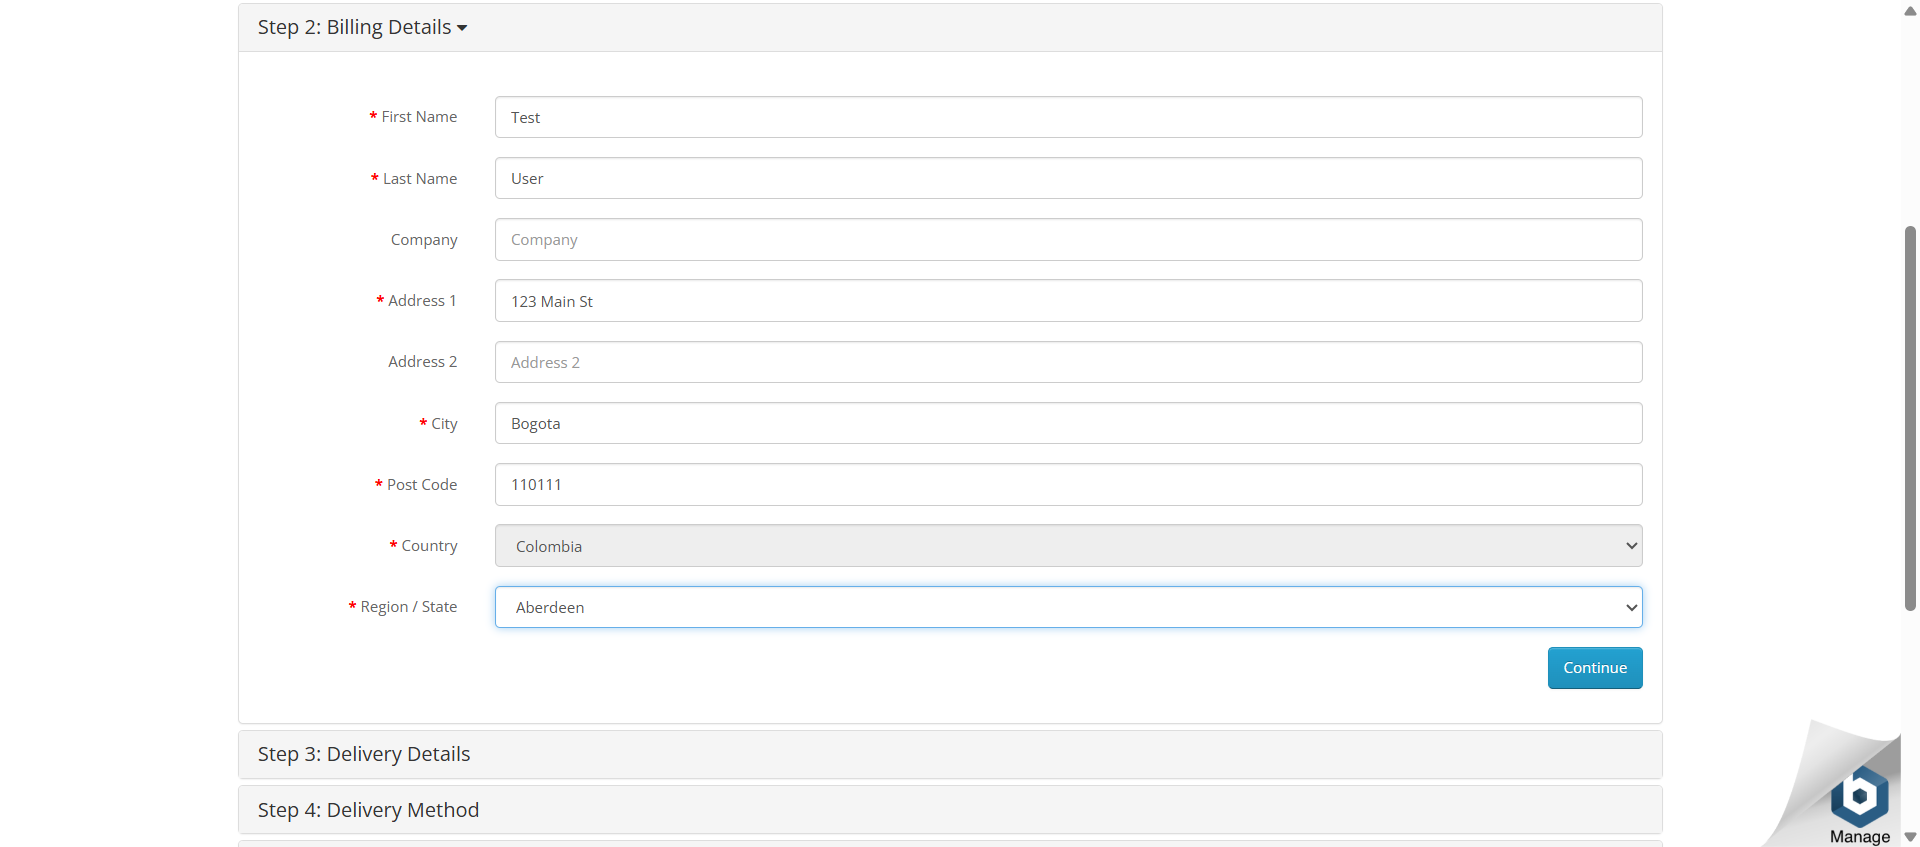 Step 2: Billing Details
* First Name
Test
* Last Name
User
Company
Company
* Address 1
123 Main St
Address 2
Address 2
* City
Bogota
* Post Code
110111
* Country
Colombia
* Region / State
Aberdeen
Continue
Step 3: Delivery Details
Step 4: Delivery Method
b
Manage